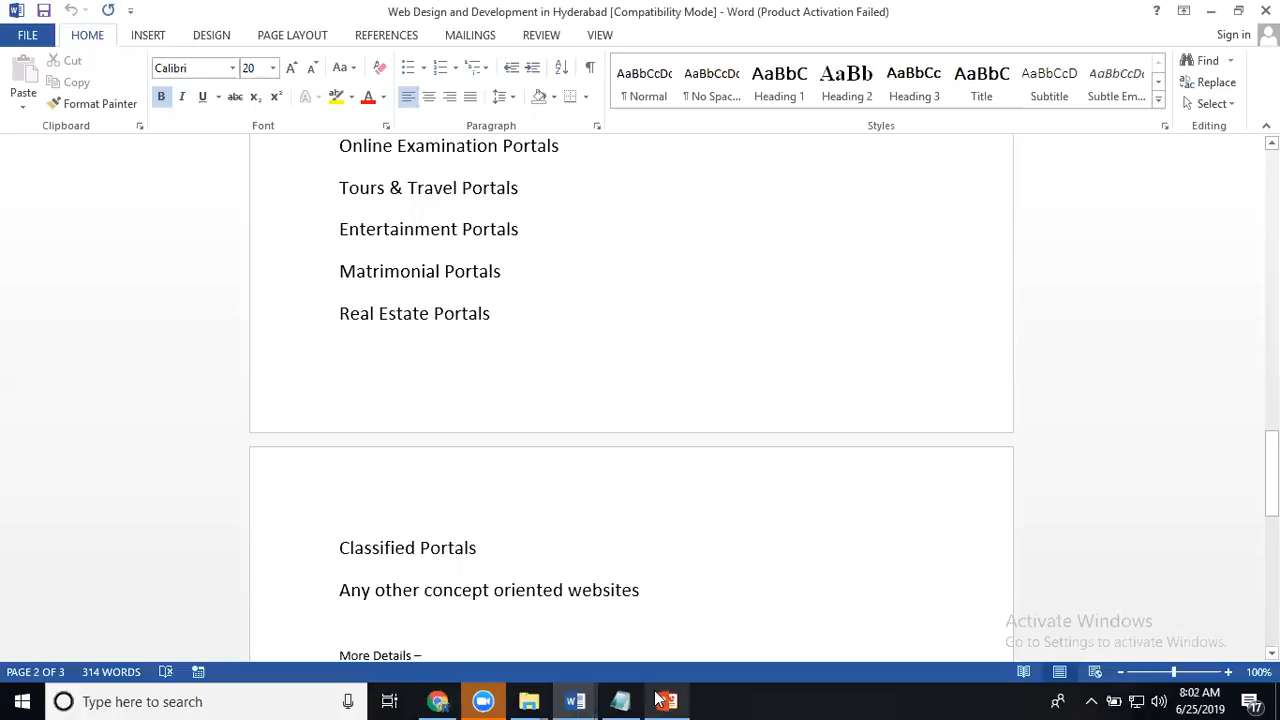 Web Design and Development in Hyderabad [Compatibility Mode] - Word (Product Activation Failed)
FILE HOME INSERT DESIGN PAGE LAYOUT REFERENCES MAILINGS REVIEW VIEW Sign in
Paste
Cut
Copy
Format Painter
Clipboard
Calibri 20
Font
Paragraph
AaBbCcDc AaBbCcDc AaBbC AaBb AaBbCc AaBbC AaBbCcD AaBbCcDc
¶ Normal ¶ No Spac... Heading 1 Heading 2 Heading 3 Title Subtitle Subtle Em...
Styles
Find
Replace
Select
Editing
Online Examination Portals
Tours & Travel Portals
Entertainment Portals
Matrimonial Portals
Real Estate Portals
Classified Portals
Any other concept oriented websites
More Details –
Activate Windows
Go to Settings to activate Windows.
PAGE 2 OF 3 314 WORDS 100%
Type here to search
8:02 AM
6/25/2019
17